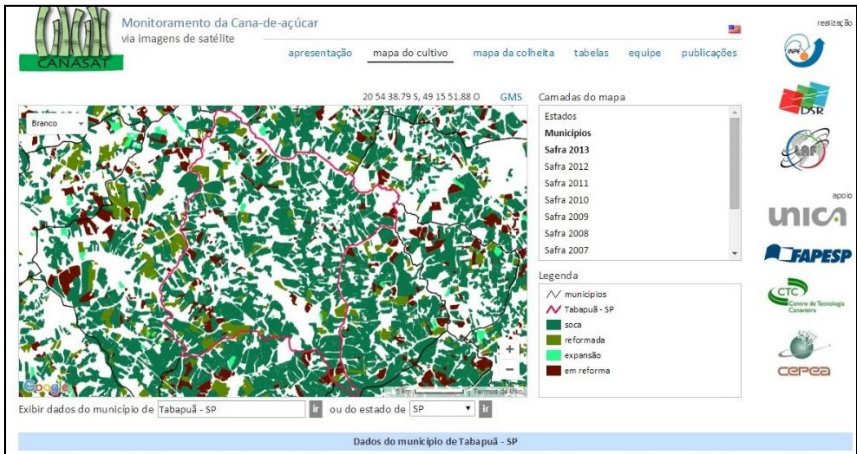 Monitoramento da Cana-de-açúcar
via imagens de satélite
CANASAT
apresentação mapa do cultivo mapa da colheita tabelas equipe publicações
realização
INPE
DSR
LAF
apoio
unica
FAPESP
CTC
Centro de Tecnologia
Canavieira
cepea
20 54 38.79 S, 49 15 51.88 O GMS
Branco
+
−
Google
5 km
Termos de Uso
Camadas do mapa
Estados
Municípios
Safra 2013
Safra 2012
Safra 2011
Safra 2010
Safra 2009
Safra 2008
Safra 2007
Legenda
municípios
Tabapuã - SP
soca
reformada
expansão
em reforma
Exibir dados do município de Tabapuã - SP ir ou do estado de SP ir
Dados do município de Tabapuã - SP